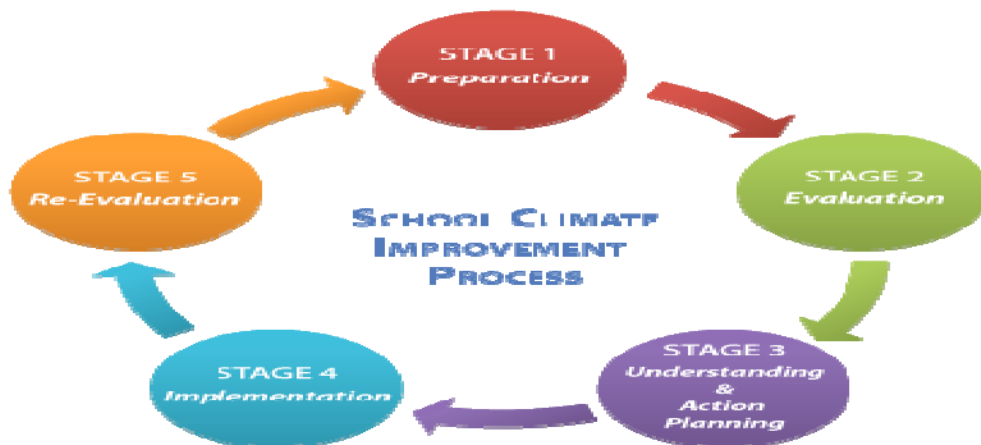 STAGE 1
Preparation
STAGE 2
Evaluation
STAGE 3
Understanding
&
Action
Planning
STAGE 4
Implementation
STAGE 5
Re-Evaluation
SCHOOL CLIMATE
IMPROVEMENT
PROCESS